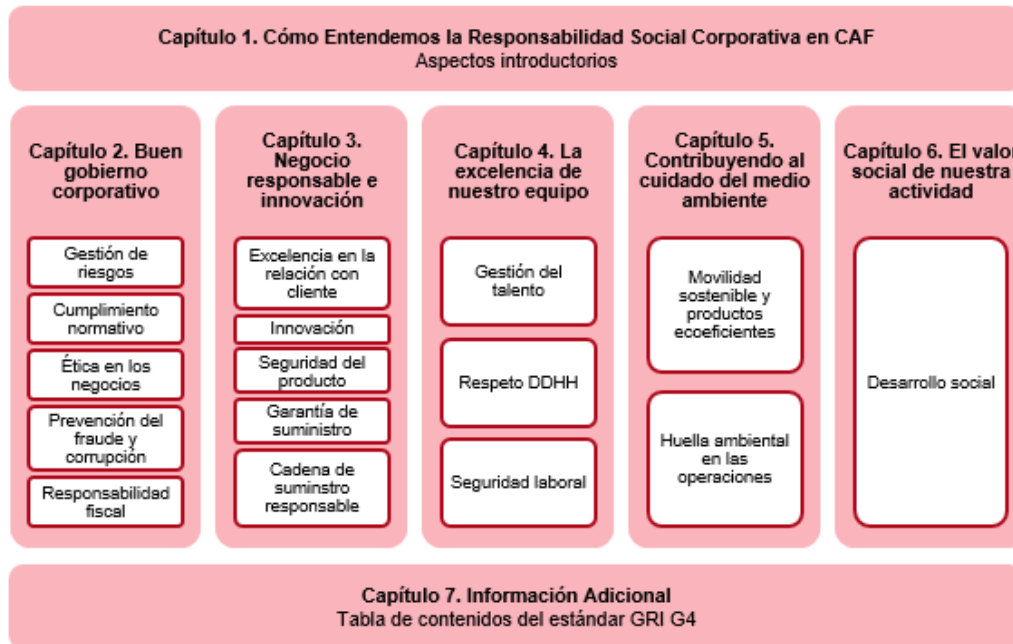 Capítulo 1. Cómo Entendemos la Responsabilidad Social Corporativa en CAF
Aspectos introductorios
Capítulo 2. Buen
gobierno
corporativo
Gestión de
riesgos
Cumplimiento
normativo
Ética en los
negocios
Prevención del
fraude y
corrupción
Responsabilidad
fiscal
Capítulo 3.
Negocio
responsable e
innovación
Excelencia en la
relación con
cliente
Innovación
Seguridad del
producto
Garantía de
suministro
Cadena de
suminstro
responsable
Capítulo 4. La
excelencia de
nuestro equipo
Gestión del
talento
Respeto DDHH
Seguridad laboral
Capítulo 5.
Contribuyendo al
cuidado del medio
ambiente
Movilidad
sostenible y
productos
ecoeficientes
Huella ambiental
en las
operaciones
Capítulo 6. El valor
social de nuestra
actividad
Desarrollo social
Capítulo 7. Información Adicional
Tabla de contenidos del estándar GRI G4